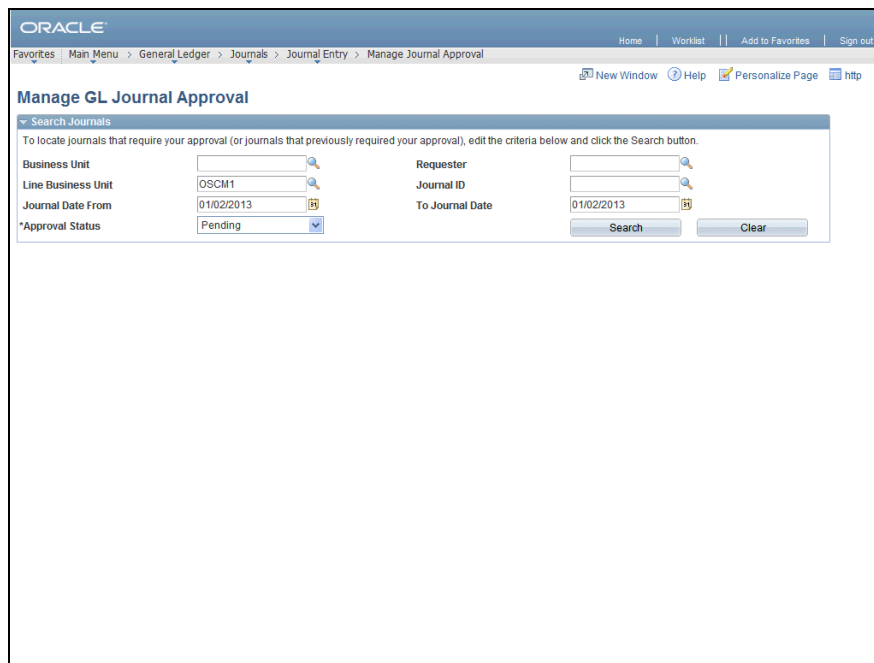 ORACLE
Home | Worklist || Add to Favorites | Sign out
Favorites Main Menu > General Ledger > Journals > Journal Entry > Manage Journal Approval
New Window Help Personalize Page http
Manage GL Journal Approval
Search Journals
To locate journals that require your approval (or journals that previously required your approval), edit the criteria below and click the Search button.
Business Unit Requester
Line Business Unit OSCM1 Journal ID
Journal Date From 01/02/2013 To Journal Date 01/02/2013
*Approval Status Pending Search Clear